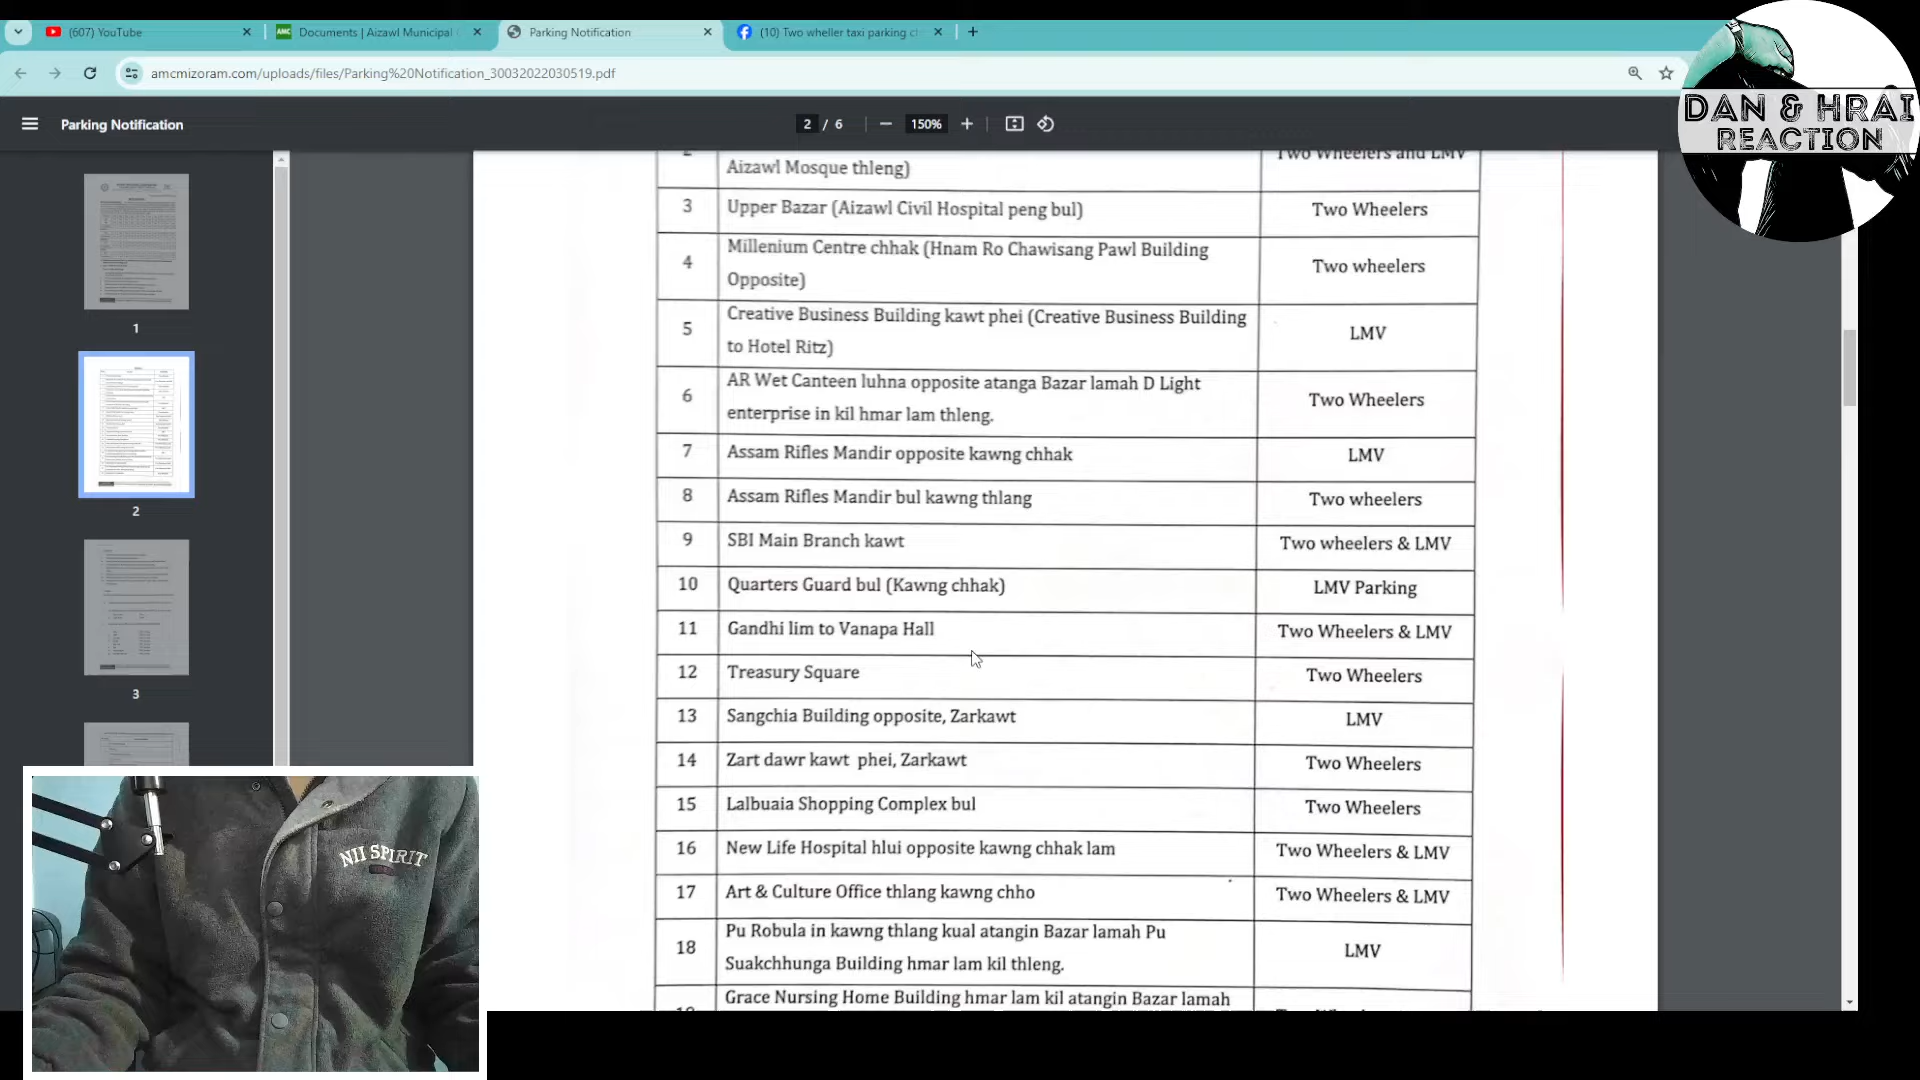 (607) YouTube
Documents | Aizawl Municipal
Parking Notification
(10) Two wheller taxi parking ch
amcmizoram.com/uploads/files/Parking%20Notification_30032022030519.pdf
DAN & HRAI
REACTION
Parking Notification
2 / 6
150%
1
2
3
Aizawl Mosque thleng)
Two Wheelers and LMV
3 Upper Bazar (Aizawl Civil Hospital peng bul) Two Wheelers
4 Millenium Centre chhak (Hnam Ro Chawisang Pawl Building
Opposite) Two wheelers
5 Creative Business Building kawt phei (Creative Business Building
to Hotel Ritz) LMV
6 AR Wet Canteen luhna opposite atanga Bazar lamah D Light
enterprise in kil hmar lam thleng. Two Wheelers
7 Assam Rifles Mandir opposite kawng chhak LMV
8 Assam Rifles Mandir bul kawng thlang Two wheelers
9 SBI Main Branch kawt Two wheelers & LMV
10 Quarters Guard bul (Kawng chhak) LMV Parking
11 Gandhi lim to Vanapa Hall Two Wheelers & LMV
12 Treasury Square Two Wheelers
13 Sangchia Building opposite, Zarkawt LMV
14 Zart dawr kawt phei, Zarkawt Two Wheelers
15 Lalbuaia Shopping Complex bul Two Wheelers
16 New Life Hospital hlui opposite kawng chhak lam Two Wheelers & LMV
17 Art & Culture Office thlang kawng chho Two Wheelers & LMV
18 Pu Robula in kawng thlang kual atangin Bazar lamah Pu
Suakchhunga Building hmar lam kil thleng. LMV
Grace Nursing Home Building hmar lam kil atangin Bazar lamah
NII SPIRIT